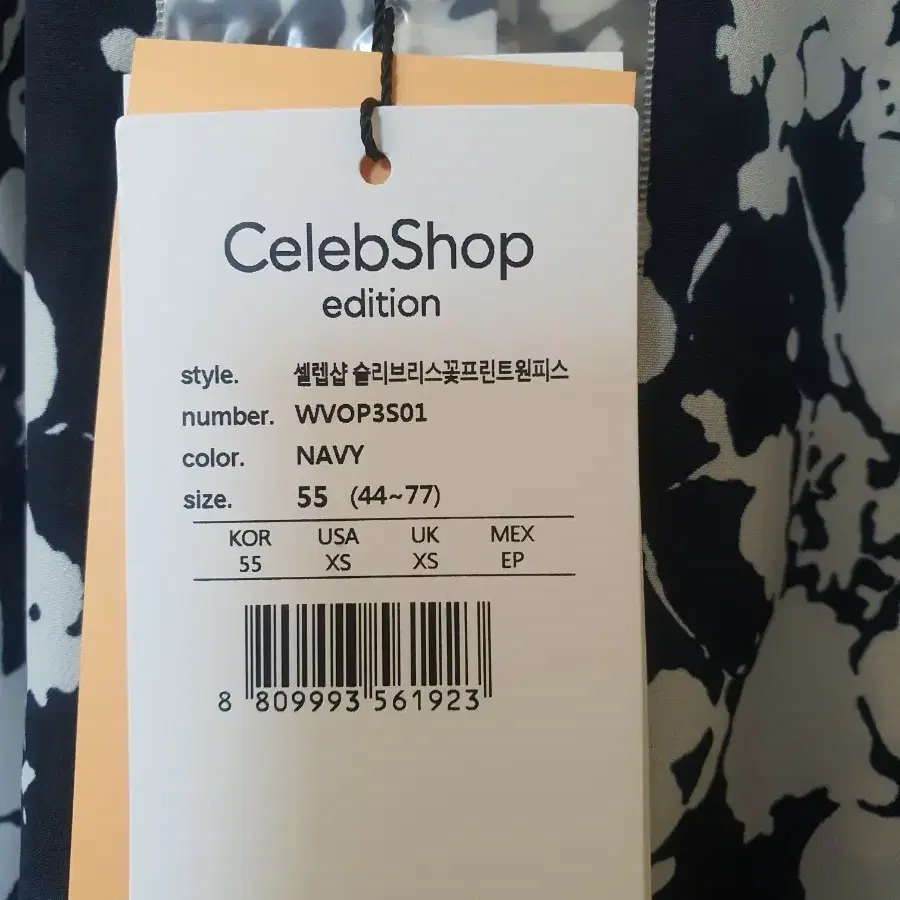 CelebShop
edition
style. 셀렙샵 슬리브리스꽃프린트원피스
number. WVOP3S01
color. NAVY
size. 55 (44~77)
KOR USA UK MEX
55 XS XS EP
8 809993 561923